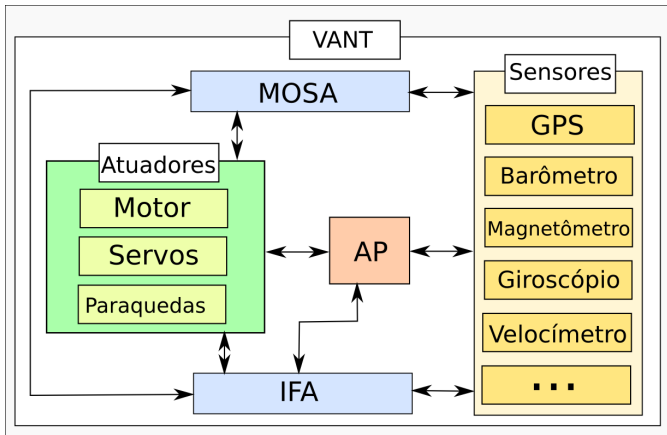 VANT
MOSA
Sensores
GPS
Barômetro
Magnetômetro
Giroscópio
Velocímetro
...
Atuadores
Motor
Servos
Paraquedas
AP
IFA